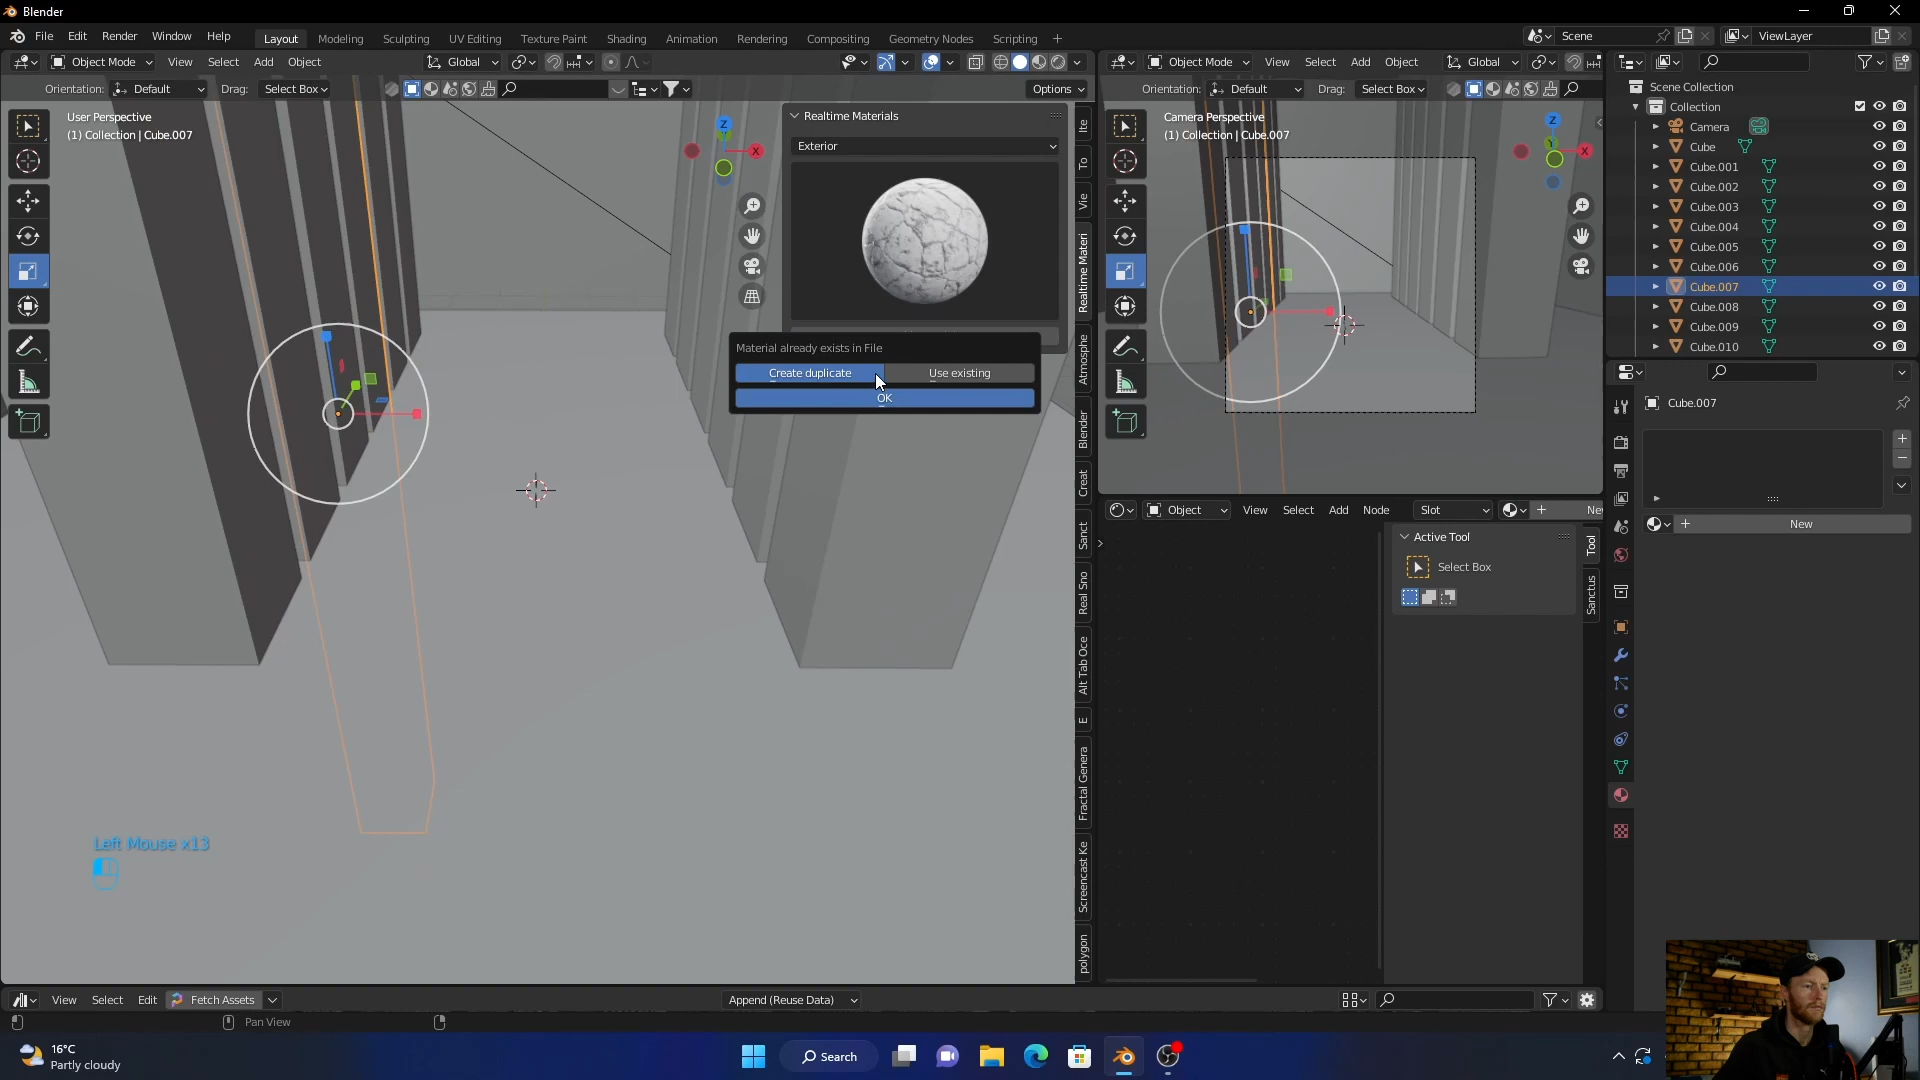 Blender
File Edit Render Window Help Layout Modeling Sculpting UV Editing Texture Paint Shading Animation Rendering Compositing Geometry Nodes Scripting Scene ViewLayer
Object Mode View Select Add Object Global
Object Mode View Select Add Object Global
Orientation: Default Drag: Select Box Options
Orientation: Default Drag: Select Box
User Perspective
(1) Collection | Cube.007
Realtime Materials
Exterior
Material already exists in File
Create duplicate Use existing
OK
Ite
To
Vie
Realtime Materi
Atmosphe
Blender
Creat
Sanct
Real Sno
Alt Tab Oce
E
Fractal Genera
Screencast Ke
polygon
X
Z
Camera Perspective
(1) Collection | Cube.007
X
Z
Scene Collection
Collection
Camera
Cube
Cube.001
Cube.002
Cube.003
Cube.004
Cube.005
Cube.006
Cube.007
Cube.008
Cube.009
Cube.010
Cube.007
New
Object View Select Add Node Slot Ne
Active Tool
Select Box
Tool
Sanctus
Left Mouse x13
View Select Edit Fetch Assets Append (Reuse Data)
Pan View
16°C
Partly cloudy
Search